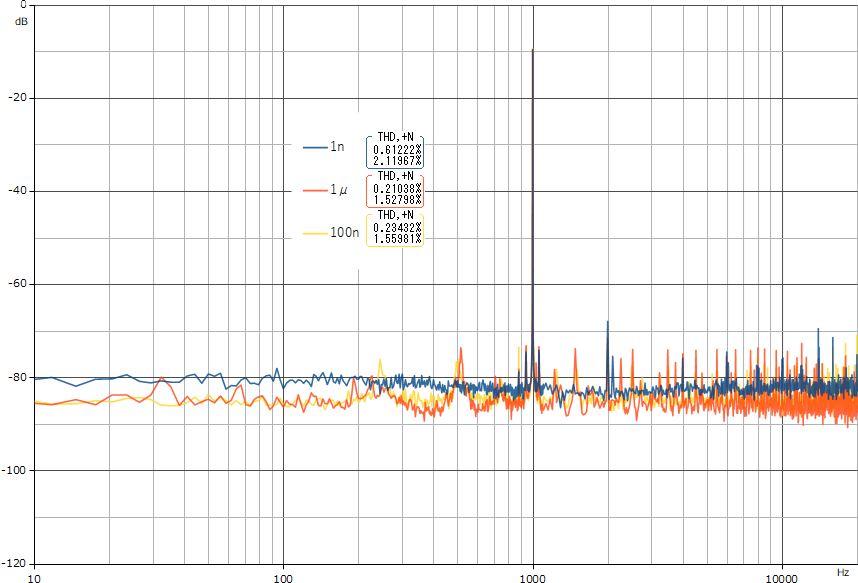 0
dB
-20
-40
-60
-80
-100
-120
1n
THD,+N
0.61222%
2.11967%
1μ
THD,+N
0.21038%
1.52798%
100n
THD,+N
0.23432%
1.55981%
10
100
1000
10000
Hz